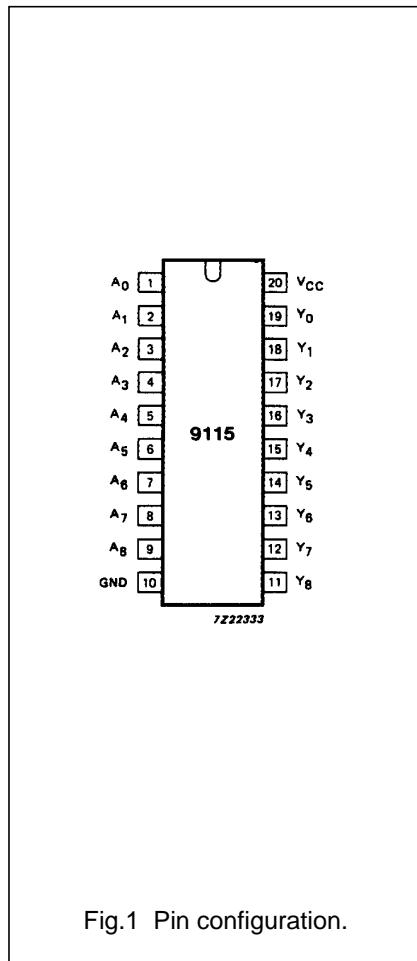 A0 1 20 VCC
A1 2 19 Y0
A2 3 18 Y1
A3 4 17 Y2
A4 5 16 Y3
9115
A5 6 15 Y4
A6 7 14 Y5
A7 8 13 Y6
A8 9 12 Y7
GND 10 11 Y8
7Z22333
Fig.1 Pin configuration.